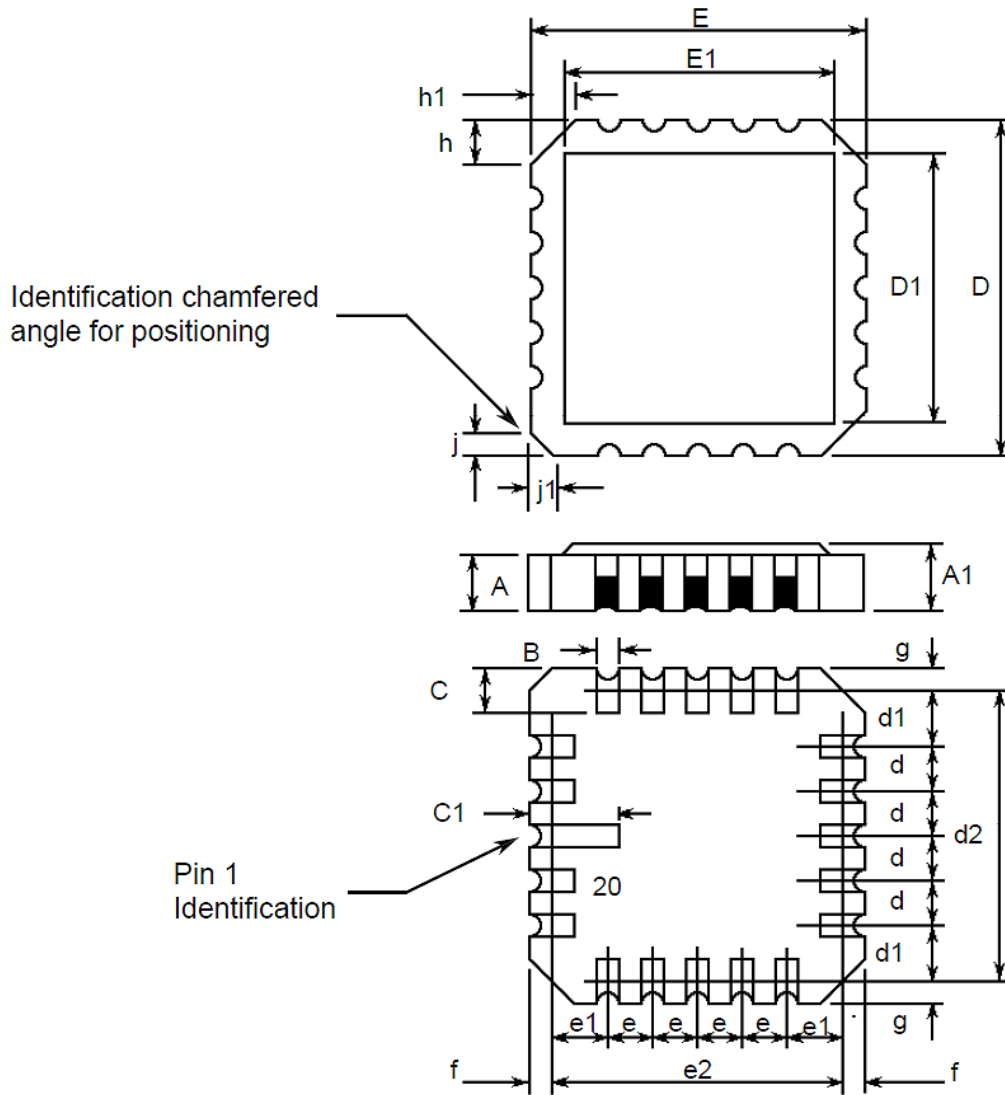 E
E1
h1
h
D1
D
Identification chamfered
angle for positioning
j
j1
A
A1
B
g
C
d1
d
C1
d
d2
Pin 1
Identification
20
d
d
d1
e1 e e e e e1
g
f
e2
f